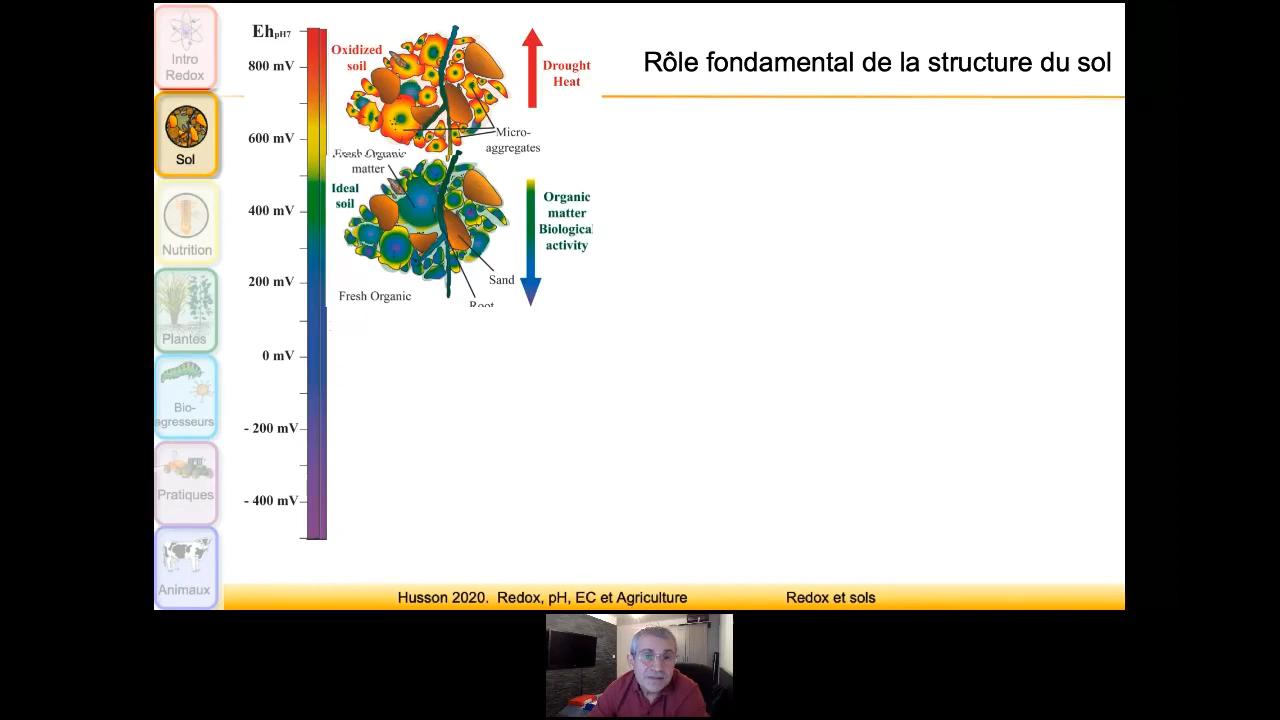 Intro
Redox
Sol
Nutrition
Plantes
Bio-
agresseurs
Pratiques
Animaux
Rôle fondamental de la structure du sol
EhpH7
800 mV
600 mV
400 mV
200 mV
0 mV
- 200 mV
- 400 mV
Oxidized
soil
Drought
Heat
Micro-
aggregates
Fresh Organic
matter
Ideal
soil
Organic
matter
Biological
activity
Sand
Fresh Organic
Root
Husson 2020. Redox, pH, EC et Agriculture
Redox et sols